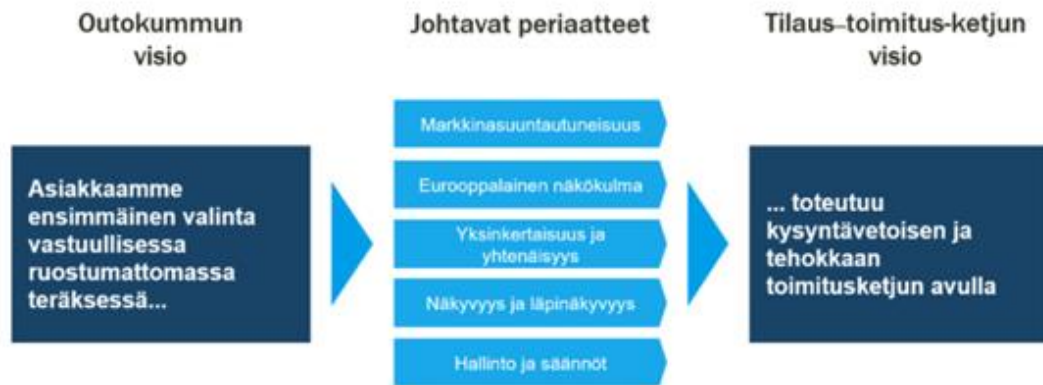 Outokummun
visio
Johtavat periaatteet
Tilaus–toimitus-ketjun
visio
Asiakkaamme
ensimmäinen valinta
vastuullisessa
ruostumattomassa
teräksessä...
Markkinasuuntautuneisuus
Eurooppalainen näkökulma
Yksinkertaisuus ja
yhtenäisyys
Näkyvyys ja läpinäkyvyys
Hallinto ja säännöt
... toteutuu
kysyntävetoisen ja
tehokkaan
toimitusketjun avulla